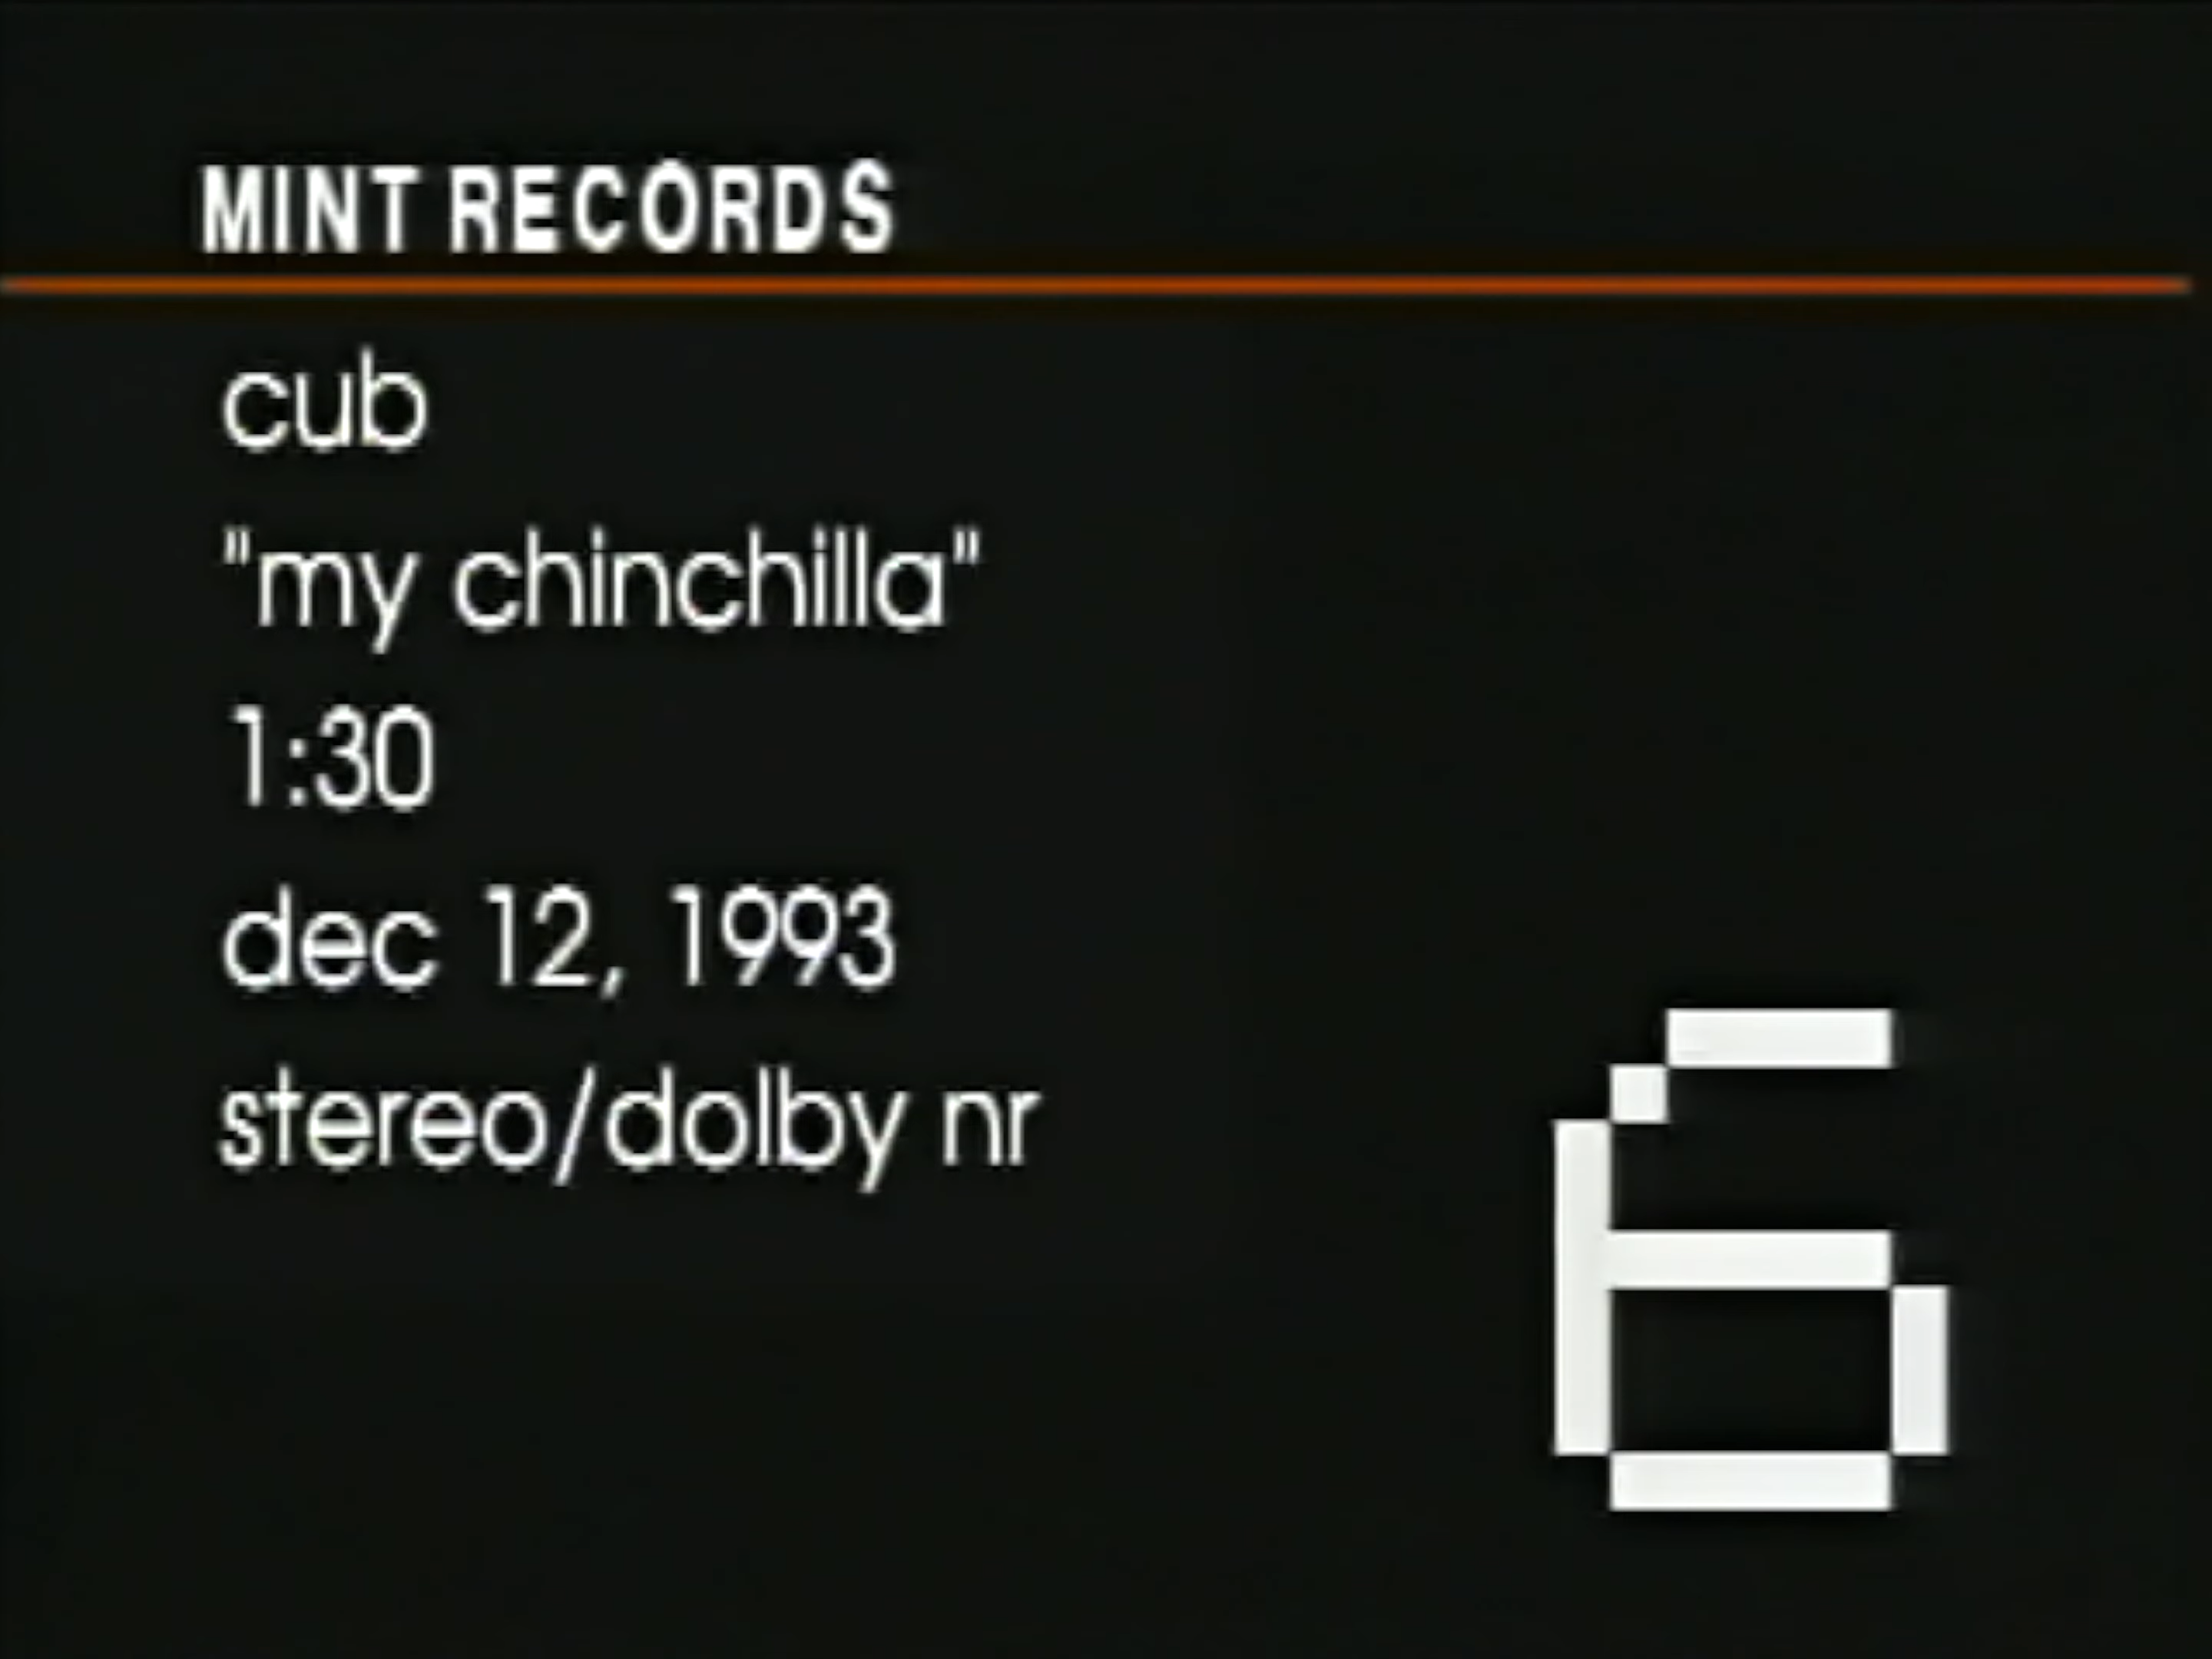 MINT RECORDS
cub
"my chinchilla"
1:30
dec 12, 1993
stereo/dolby nr
6